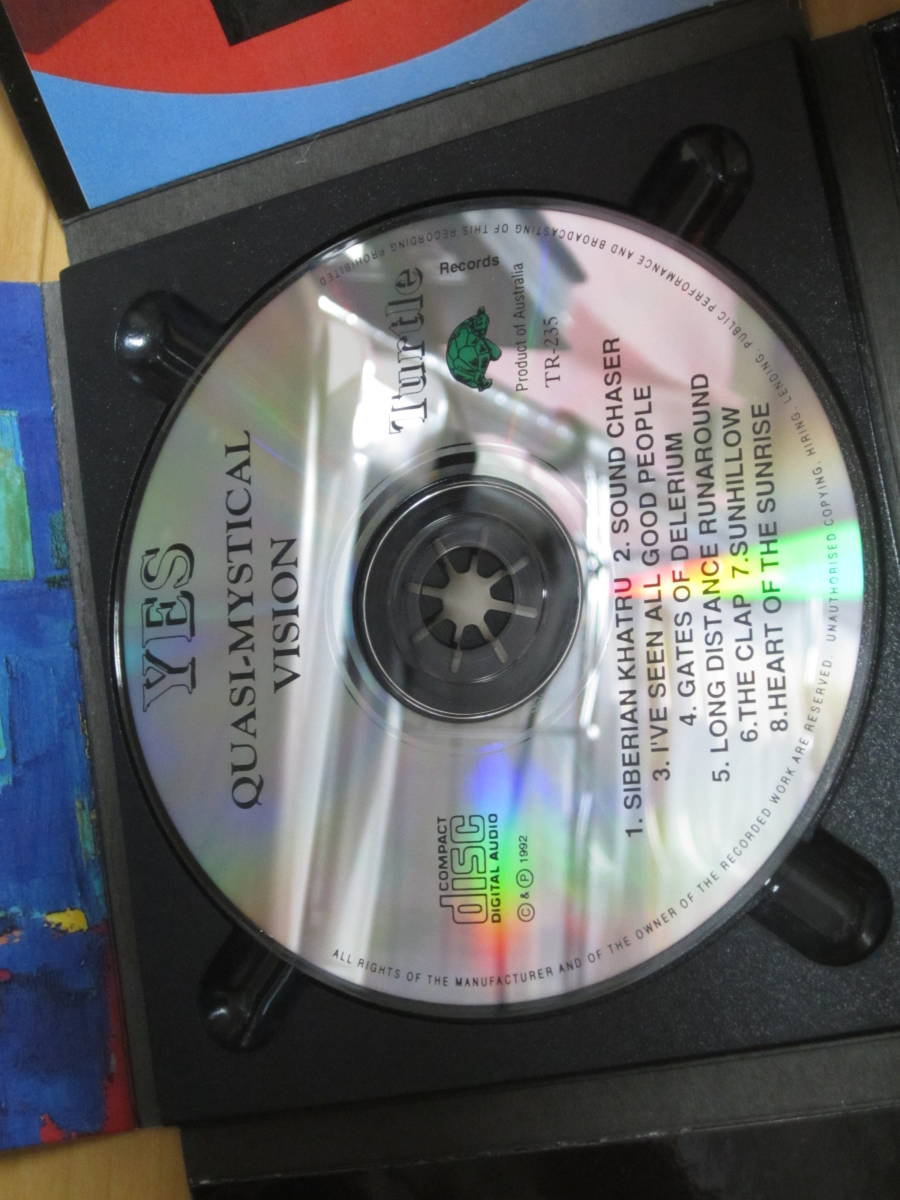 YES
QUASI-MYSTICAL
VISION
Turtle
Records
Product of Australia
TR-235
COMPACT
disc
DIGITAL AUDIO
© & ℗ 1992
1. SIBERIAN KHATRU 2. SOUND CHASER
3. I'VE SEEN ALL GOOD PEOPLE
4. GATES OF DELERIUM
5. LONG DISTANCE RUNAROUND
6.THE CLAP 7.SUNHILLOW
8.HEART OF THE SUNRISE
ALL RIGHTS OF THE MANUFACTURER AND OF THE OWNER OF THE RECORDED WORK ARE RESERVED. UNAUTHORISED COPYING, HIRING, LENDING, PUBLIC PERFORMANCE AND BROADCASTING OF THIS RECORDING PROHIBITED